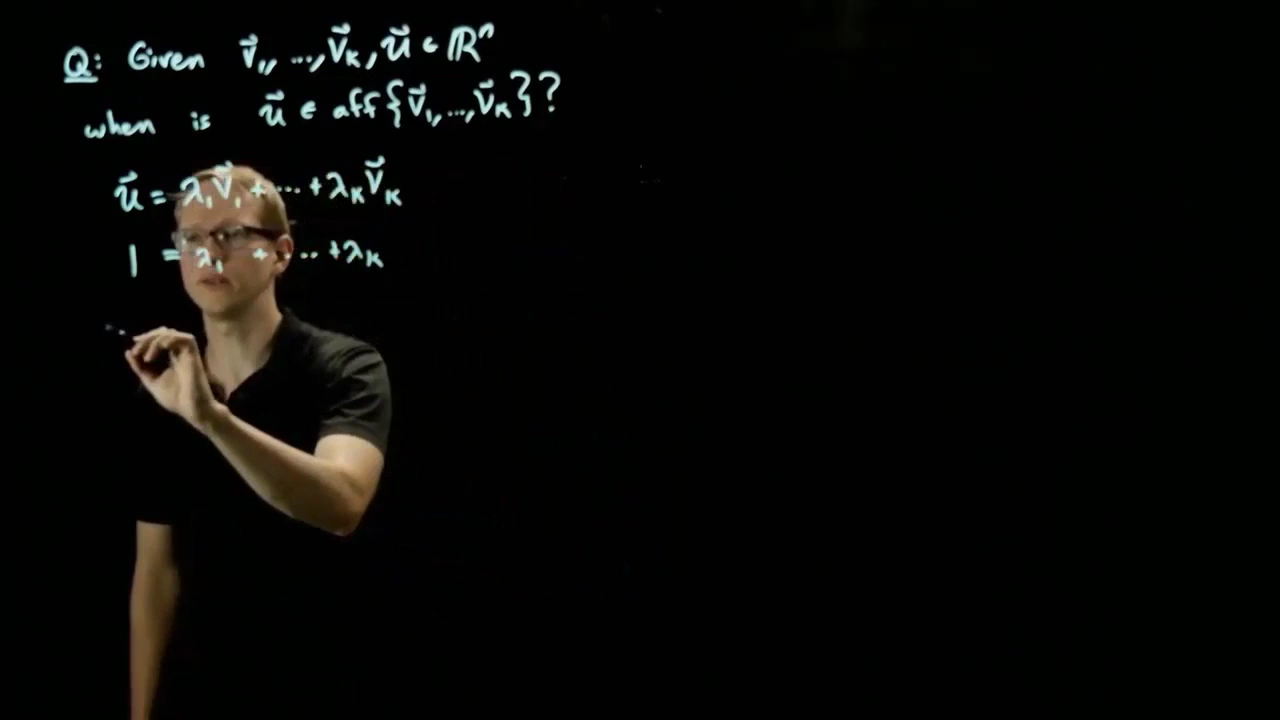 Q: Given v⃗₁, ..., v⃗ₖ, u⃗ ∈ ℝⁿ
when is u⃗ ∈ aff{v⃗₁, ..., v⃗ₖ}?
u⃗ = λ₁v⃗₁ + ... + λₖv⃗ₖ
1 = λ₁ + ... + λₖ